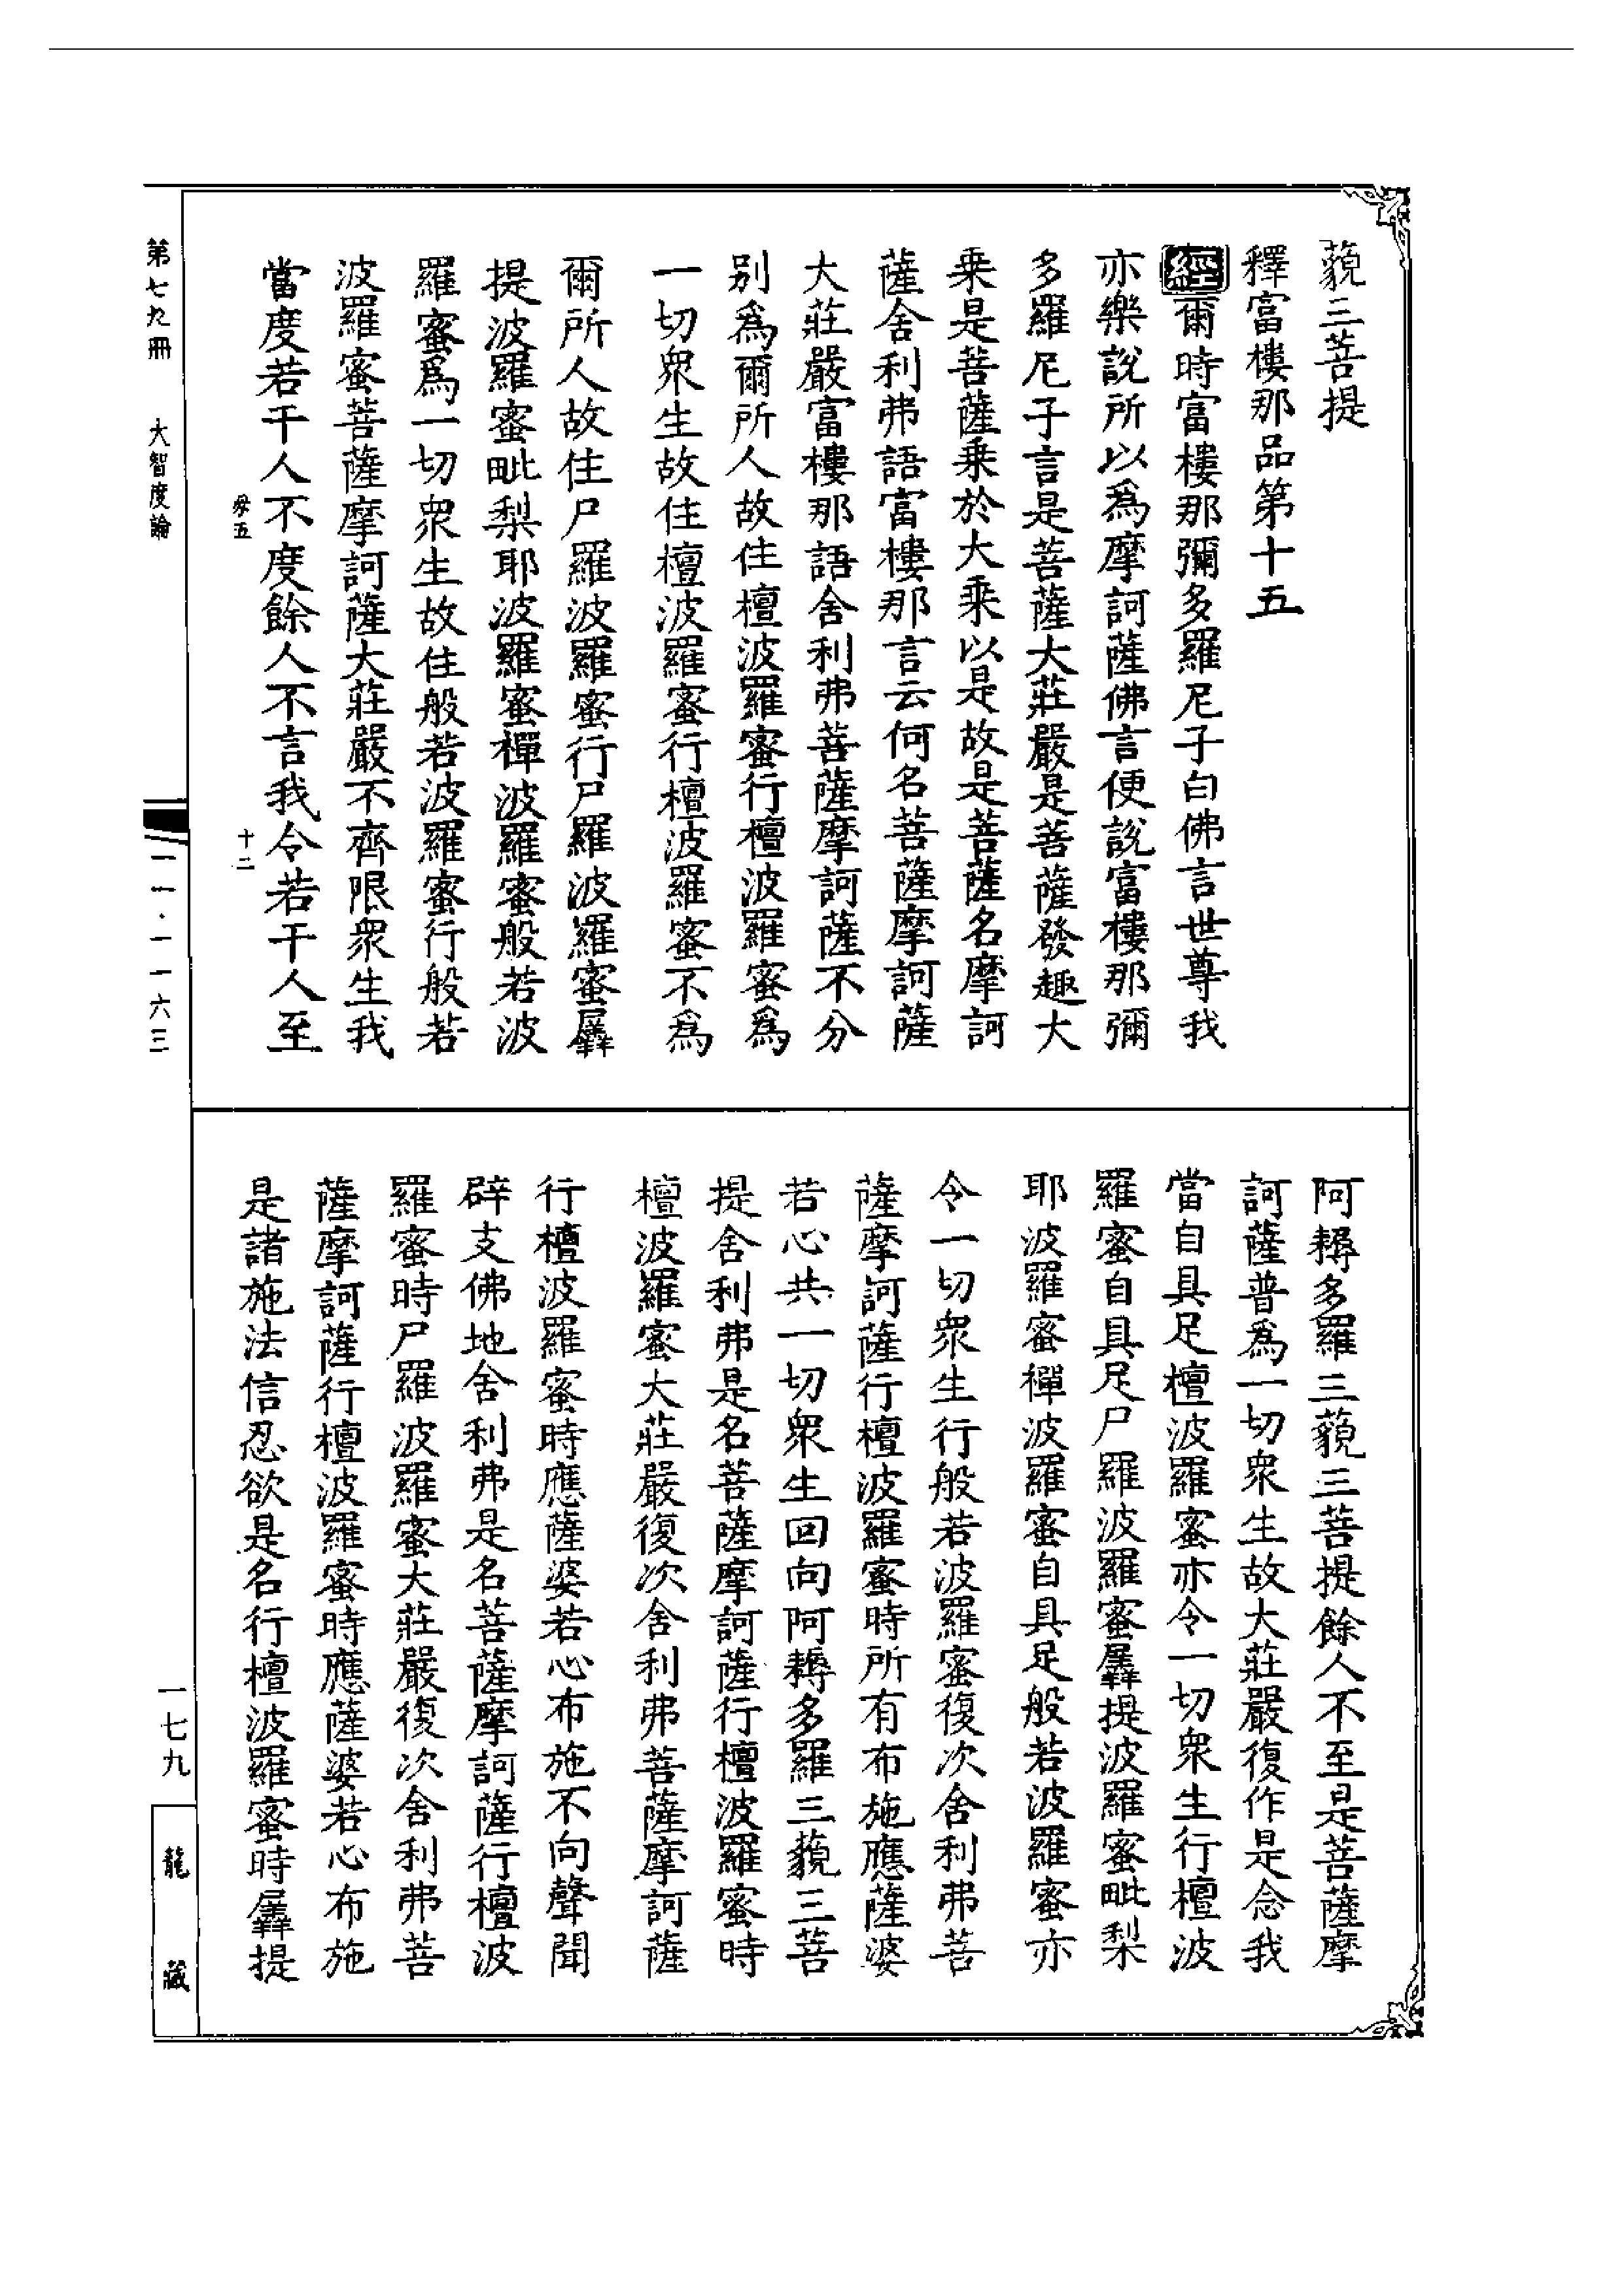 藐三菩提
釋富樓那品第十五
經爾時富樓那彌多羅尼子白佛言世尊我
亦樂說所以爲摩訶薩佛言便說富樓那彌
多羅尼子言是菩薩大莊嚴是菩薩發趣大
乘是菩薩乘於大乘以是故是菩薩名摩訶
薩舍利弗語富樓那言云何名菩薩摩訶薩
大莊嚴富樓那語舍利弗菩薩摩訶薩不分
别爲爾所人故住檀波羅蜜行檀波羅蜜爲
一切衆生故住檀波羅蜜行檀波羅蜜不爲
爾所人故住尸羅波羅蜜行尸羅波羅蜜羼
提波羅蜜毗梨耶波羅蜜禪波羅蜜般若波
羅蜜爲一切衆生故住般若波羅蜜行般若
波羅蜜菩薩摩訶薩大莊嚴不齊限衆生我
當度若干人不度餘人不言我令若干人至
阿耨多羅三藐三菩提餘人不至是菩薩摩
訶薩普爲一切衆生故大莊嚴復作是念我
當自具足檀波羅蜜亦令一切衆生行檀波
羅蜜自具足尸羅波羅蜜羼提波羅蜜毗梨
耶波羅蜜禪波羅蜜自具足般若波羅蜜亦
令一切衆生行般若波羅蜜復次舍利弗菩
薩摩訶薩行檀波羅蜜時所有布施應薩婆
若心共一切衆生回向阿耨多羅三藐三菩
提舍利弗是名菩薩摩訶薩行檀波羅蜜時
檀波羅蜜大莊嚴復次舍利弗菩薩摩訶薩
行檀波羅蜜時應薩婆若心布施不向聲聞
辟支佛地舍利弗是名菩薩摩訶薩行檀波
羅蜜時尸羅波羅蜜大莊嚴復次舍利弗菩
薩摩訶薩行檀波羅蜜時應薩婆若心布施
是諸施法信忍欲是名行檀波羅蜜時羼提
第七九冊 大智度論
毋五 十二
一一·一一六三
一七九
龍藏